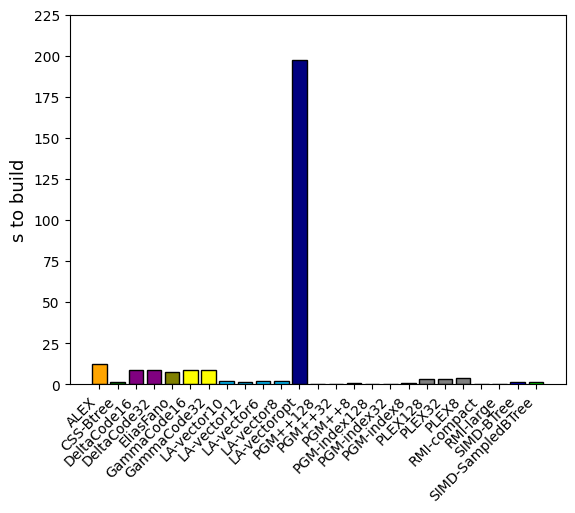 225
200
175
150
125
100
75
50
25
0
s to build
ALEX
CSS-Btree
DeltaCode16
DeltaCode32
EliasFano
GammaCode16
GammaCode32
LA-vector10
LA-vector12
LA-vector6
LA-vector8
LA-vectoropt
PGM++128
PGM++32
PGM++8
PGM-index128
PGM-index32
PGM-index8
PLEX128
PLEX32
PLEX8
RMI-compact
RMI-large
SIMD-BTree
SIMD-SampledBTree